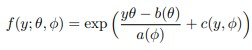 f(y; θ, ϕ) = exp ( (yθ − b(θ)) / a(ϕ) + c(y, ϕ) )